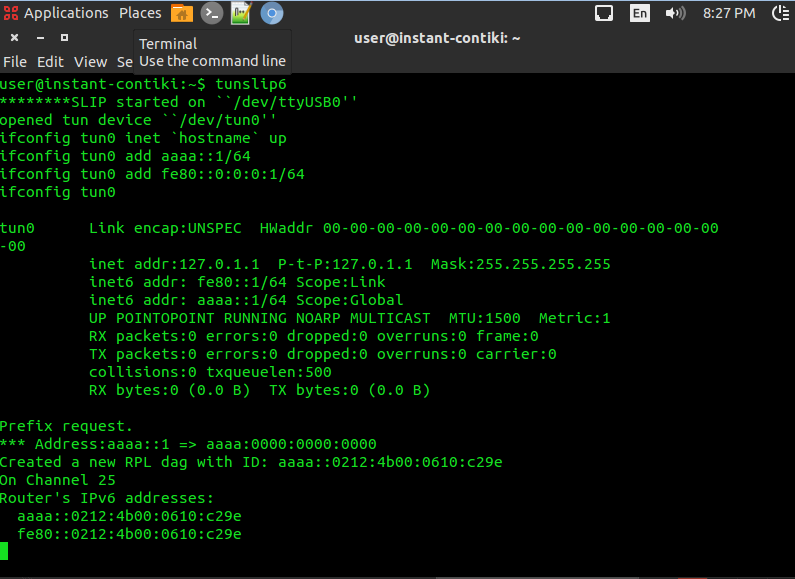 Applications Places En 8:27 PM
user@instant-contiki: ~
Terminal
Use the command line
File Edit View Se
user@instant-contiki:~$ tunslip6
********SLIP started on ``/dev/ttyUSB0''
opened tun device ``/dev/tun0''
ifconfig tun0 inet `hostname` up
ifconfig tun0 add aaaa::1/64
ifconfig tun0 add fe80::0:0:0:1/64
ifconfig tun0
tun0 Link encap:UNSPEC HWaddr 00-00-00-00-00-00-00-00-00-00-00-00-00-00-00
-00
inet addr:127.0.1.1 P-t-P:127.0.1.1 Mask:255.255.255.255
inet6 addr: fe80::1/64 Scope:Link
inet6 addr: aaaa::1/64 Scope:Global
UP POINTOPOINT RUNNING NOARP MULTICAST MTU:1500 Metric:1
RX packets:0 errors:0 dropped:0 overruns:0 frame:0
TX packets:0 errors:0 dropped:0 overruns:0 carrier:0
collisions:0 txqueuelen:500
RX bytes:0 (0.0 B) TX bytes:0 (0.0 B)
Prefix request.
*** Address:aaaa::1 => aaaa:0000:0000:0000
Created a new RPL dag with ID: aaaa::0212:4b00:0610:c29e
On Channel 25
Router's IPv6 addresses:
aaaa::0212:4b00:0610:c29e
fe80::0212:4b00:0610:c29e